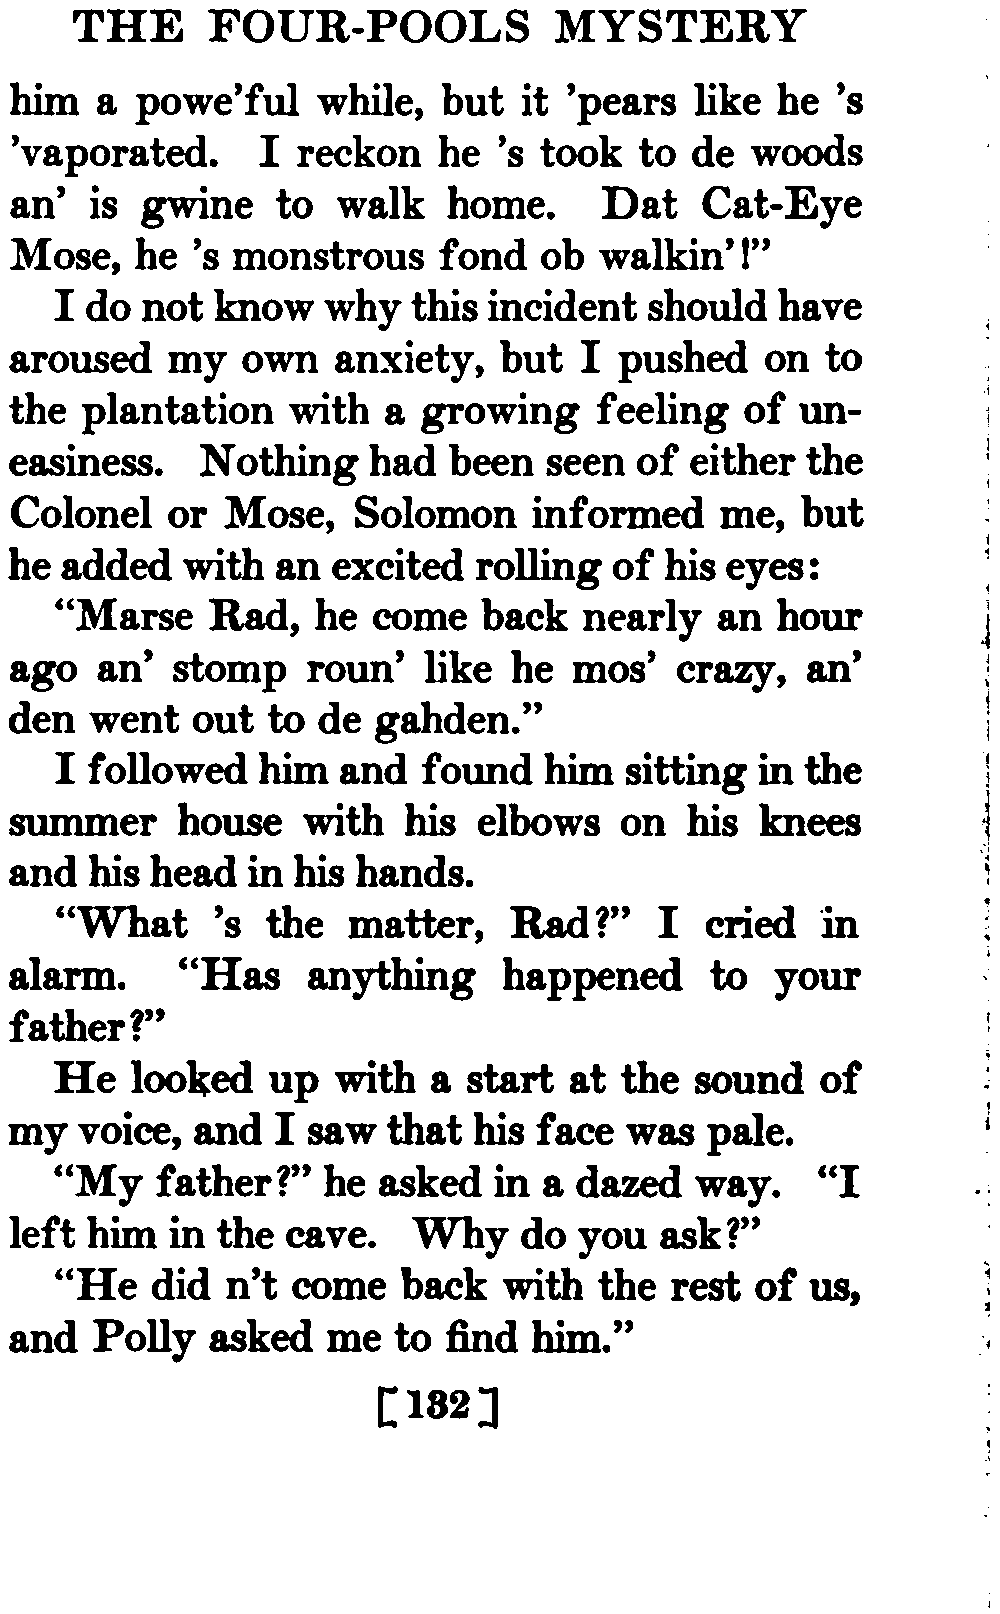 THE FOUR-POOLS MYSTERY
him a powe'ful while, but it 'pears like he 's
'vaporated. I reckon he 's took to de woods
an' is gwine to walk home. Dat Cat-Eye
Mose, he 's monstrous fond ob walkin'!"
I do not know why this incident should have
aroused my own anxiety, but I pushed on to
the plantation with a growing feeling of un-
easiness. Nothing had been seen of either the
Colonel or Mose, Solomon informed me, but
he added with an excited rolling of his eyes:
"Marse Rad, he come back nearly an hour
ago an' stomp roun' like he mos' crazy, an'
den went out to de gahden."
I followed him and found him sitting in the
summer house with his elbows on his knees
and his head in his hands.
"What 's the matter, Rad?" I cried in
alarm. "Has anything happened to your
father?"
He looked up with a start at the sound of
my voice, and I saw that his face was pale.
"My father?" he asked in a dazed way. "I
left him in the cave. Why do you ask?"
"He did n't come back with the rest of us,
and Polly asked me to find him."
[132]